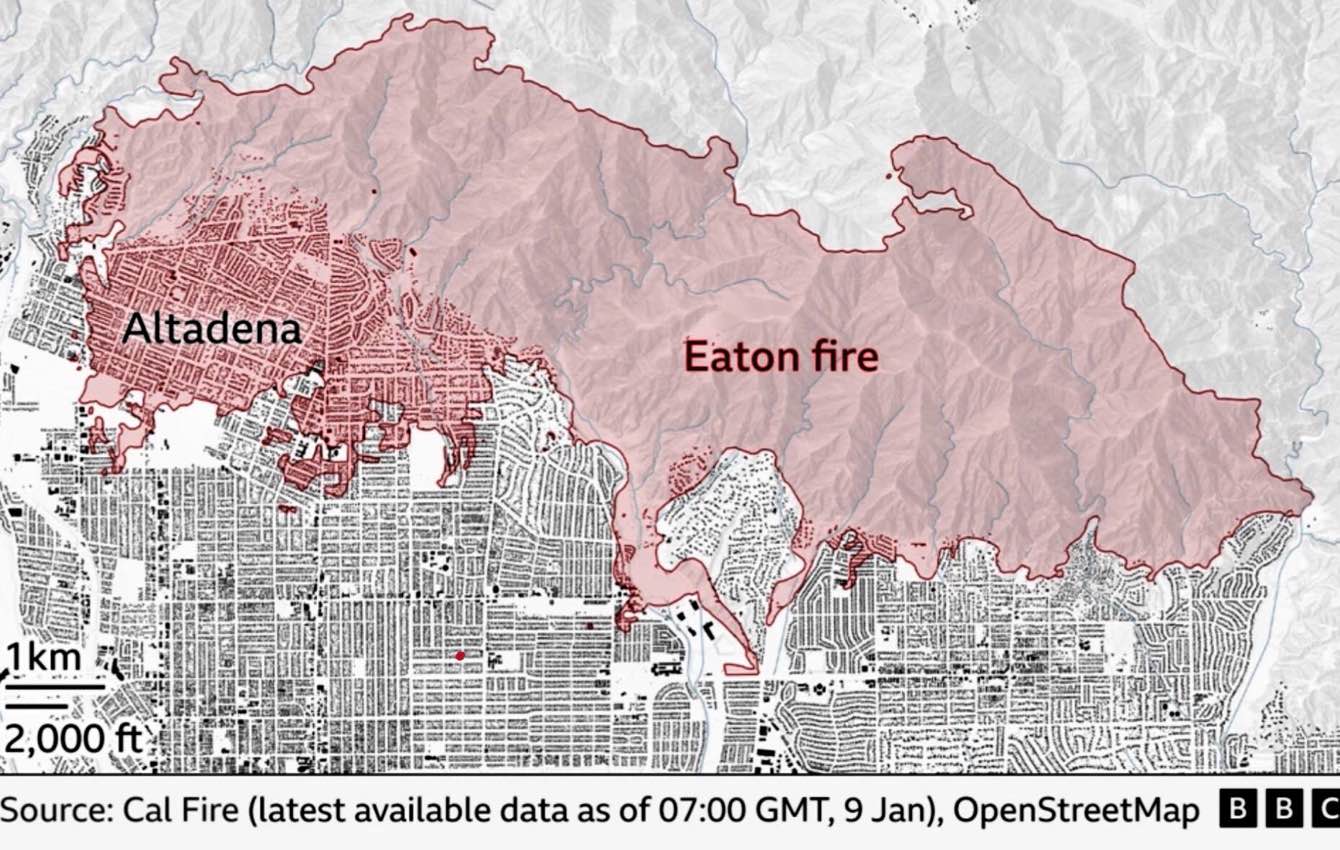 Altadena
Eaton fire
1km
2,000 ft
Source: Cal Fire (latest available data as of 07:00 GMT, 9 Jan), OpenStreetMap BBC